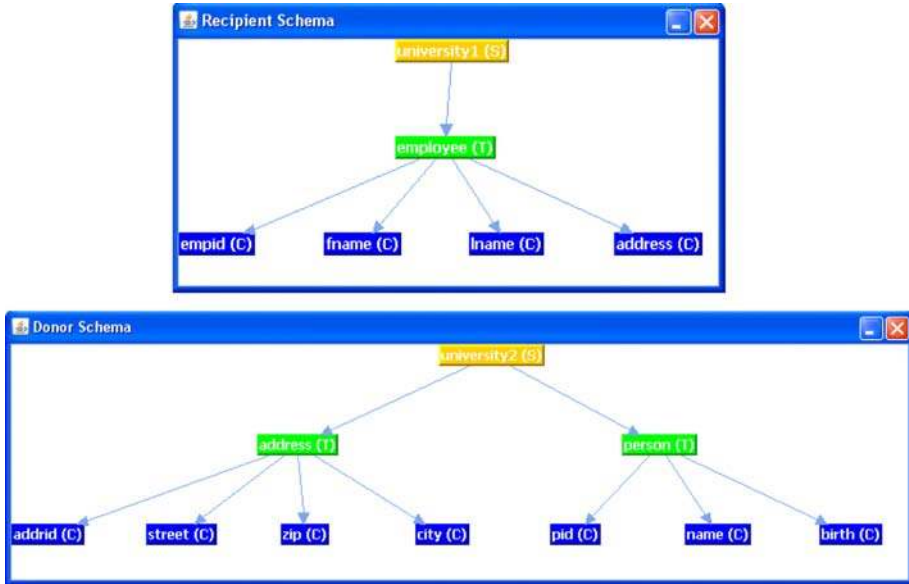 Recipient Schema
university1 (S)
employee (T)
empid (C) fname (C) lname (C) address (C)
Donor Schema
university2 (S)
address (T) person (T)
addrid (C) street (C) zip (C) city (C) pid (C) name (C) birth (C)